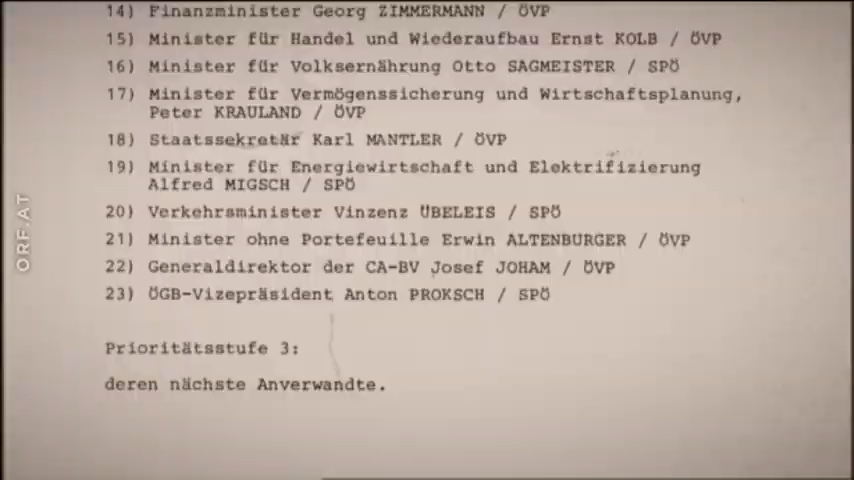 14) Finanzminister Georg ZIMMERMANN / ÖVP
15) Minister für Handel und Wiederaufbau Ernst KOLB / ÖVP
16) Minister für Volksernährung Otto SAGMEISTER / SPÖ
17) Minister für Vermögenssicherung und Wirtschaftsplanung,
Peter KRAULAND / ÖVP
18) Staatssekretär Karl MANTLER / ÖVP
19) Minister für Energiewirtschaft und Elektrifizierung
Alfred MIGSCH / SPÖ
20) Verkehrsminister Vinzenz ÜBELEIS / SPÖ
21) Minister ohne Portefeuille Erwin ALTENBURGER / ÖVP
22) Generaldirektor der CA-BV Josef JOHAM / ÖVP
23) ÖGB-Vizepräsident Anton PROKSCH / SPÖ
Prioritätsstufe 3:
deren nächste Anverwandte.
ORF.AT